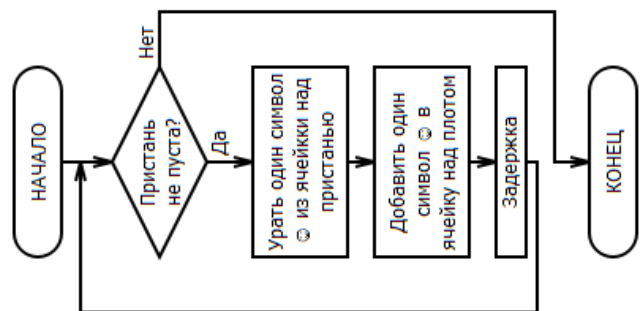 НАЧАЛО
Пристань
не пуста?
Нет
Да
Урать один символ
☺ из ячейкки над
пристанью
Добавить один
символ ☺ в
ячейку над плотом
Задержка
КОНЕЦ